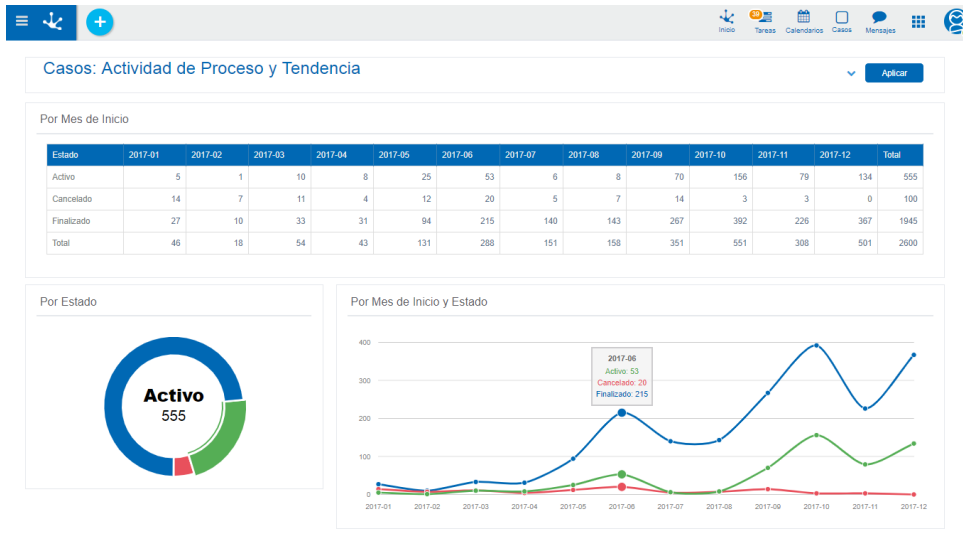 +
20
Inicio Tareas Calendarios Casos Mensajes
Casos: Actividad de Proceso y Tendencia
Aplicar
Por Mes de Inicio
Estado 2017-01 2017-02 2017-03 2017-04 2017-05 2017-06 2017-07 2017-08 2017-09 2017-10 2017-11 2017-12 Total
Activo 5 1 10 8 25 53 6 8 70 156 79 134 555
Cancelado 14 7 11 4 12 20 5 7 14 3 3 0 100
Finalizado 27 10 33 31 94 215 140 143 267 392 226 367 1945
Total 46 18 54 43 131 288 151 158 351 551 308 501 2600
Por Estado
Activo
555
Por Mes de Inicio y Estado
400
300
200
100
0
2017-06
Activo: 53
Cancelado: 20
Finalizado: 215
2017-01 2017-02 2017-03 2017-04 2017-05 2017-06 2017-07 2017-08 2017-09 2017-10 2017-11 2017-12